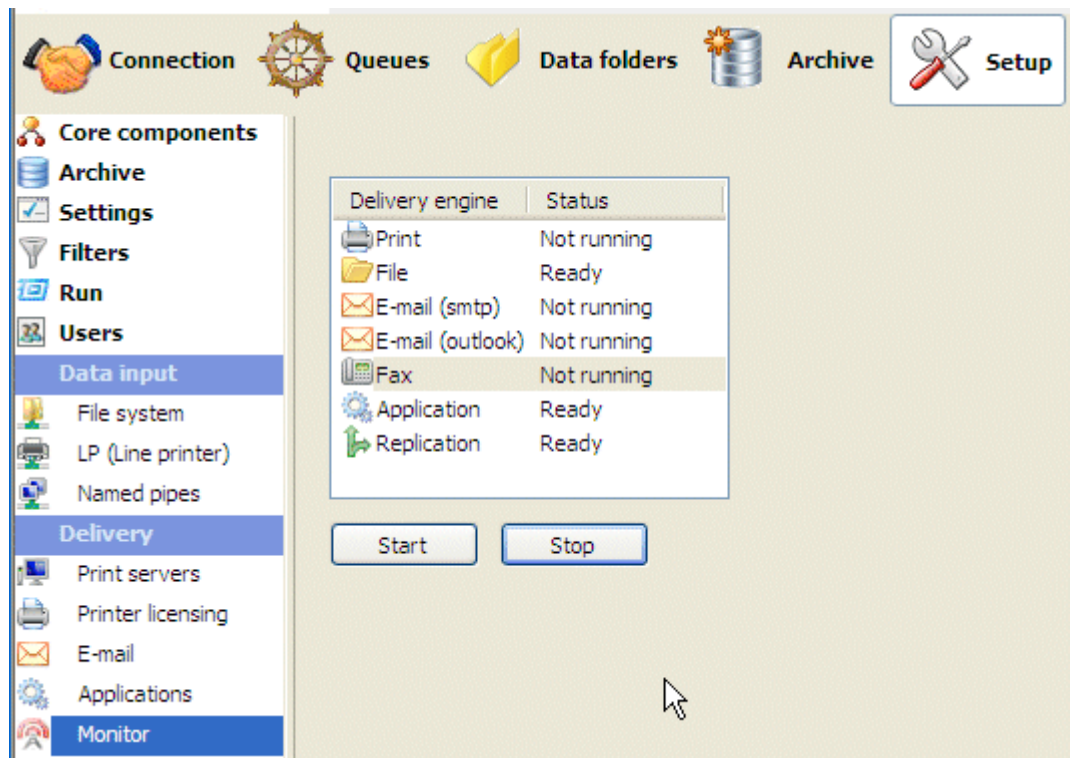 Connection Queues Data folders Archive Setup
Core components
Archive
Settings
Filters
Run
Users
Data input
File system
LP (Line printer)
Named pipes
Delivery
Print servers
Printer licensing
E-mail
Applications
Monitor
Delivery engine Status
Print Not running
File Ready
E-mail (smtp) Not running
E-mail (outlook) Not running
Fax Not running
Application Ready
Replication Ready
Start Stop